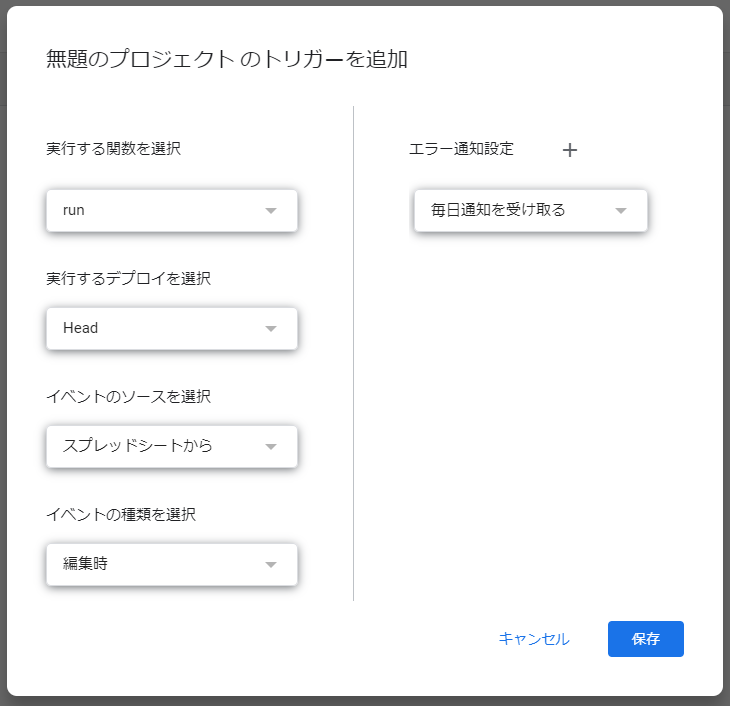 無題のプロジェクト のトリガーを追加
実行する関数を選択
run
実行するデプロイを選択
Head
イベントのソースを選択
スプレッドシートから
イベントの種類を選択
編集時
エラー通知設定
毎日通知を受け取る
キャンセル
保存